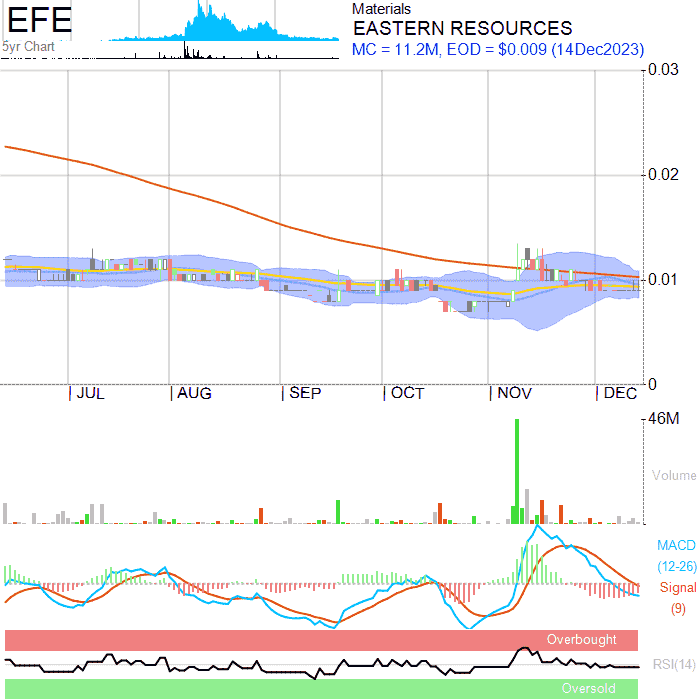 EFE
5yr Chart
Materials
EASTERN RESOURCES
MC = 11.2M, EOD = $0.009 (14Dec2023)
0.03
0.02
0.01
0
JUL AUG SEP OCT NOV DEC
46M
Volume
MACD
(12-26)
Signal
(9)
Overbought
RSI(14)
Oversold